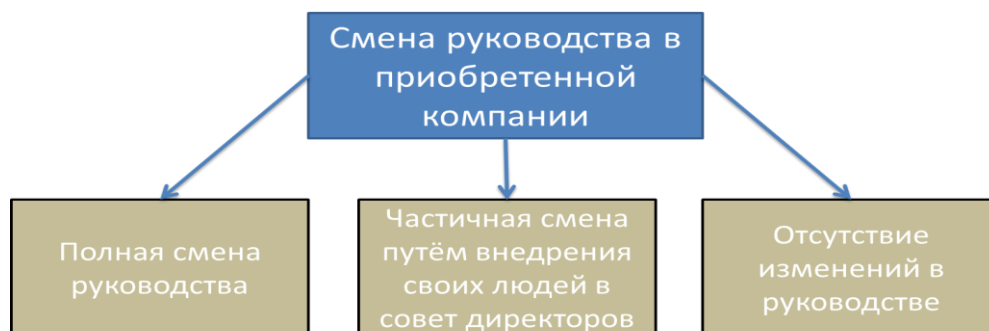 Смена руководства в
приобретенной
компании
Полная смена
руководства
Частичная смена
путём внедрения
своих людей в
совет директоров
Отсутствие
изменений в
руководстве